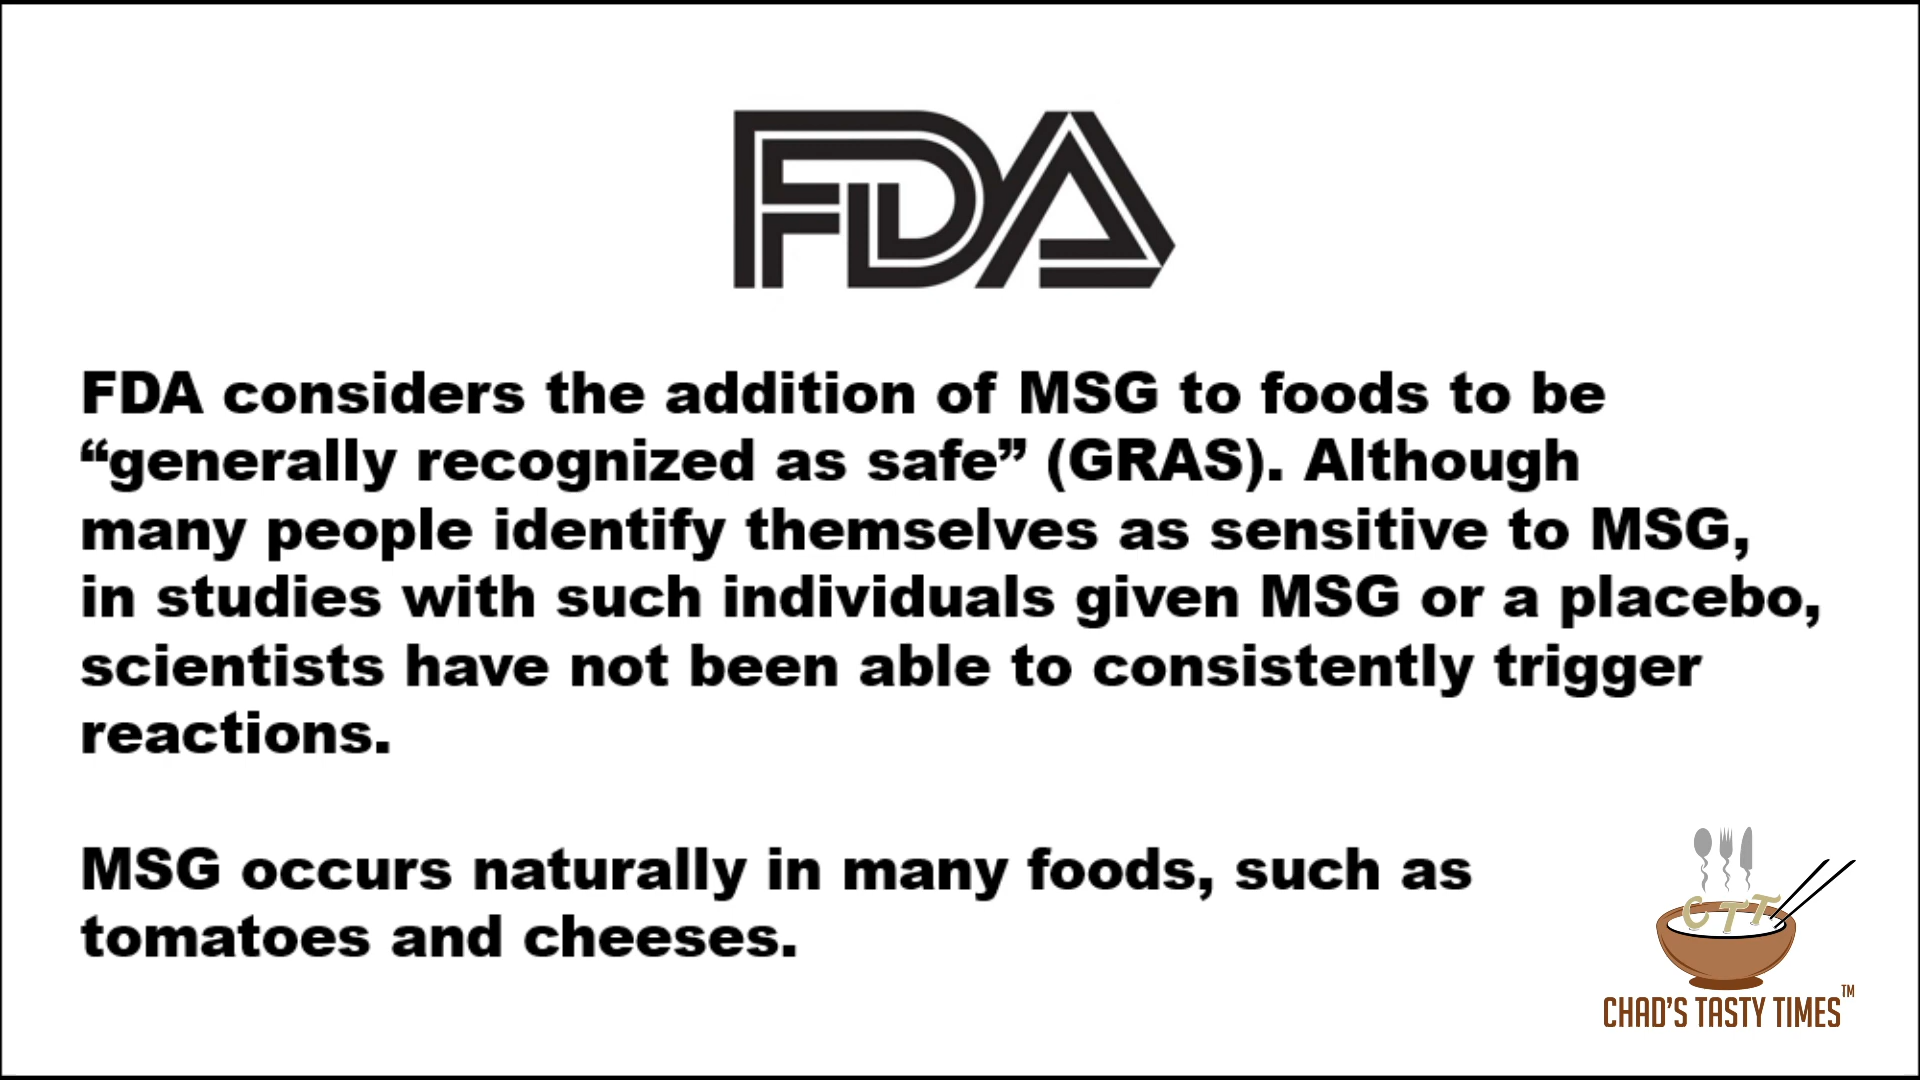 FDA
FDA considers the addition of MSG to foods to be
“generally recognized as safe” (GRAS). Although
many people identify themselves as sensitive to MSG,
in studies with such individuals given MSG or a placebo,
scientists have not been able to consistently trigger
reactions.
MSG occurs naturally in many foods, such as
tomatoes and cheeses.
CTT
CHAD'S TASTY TIMES™